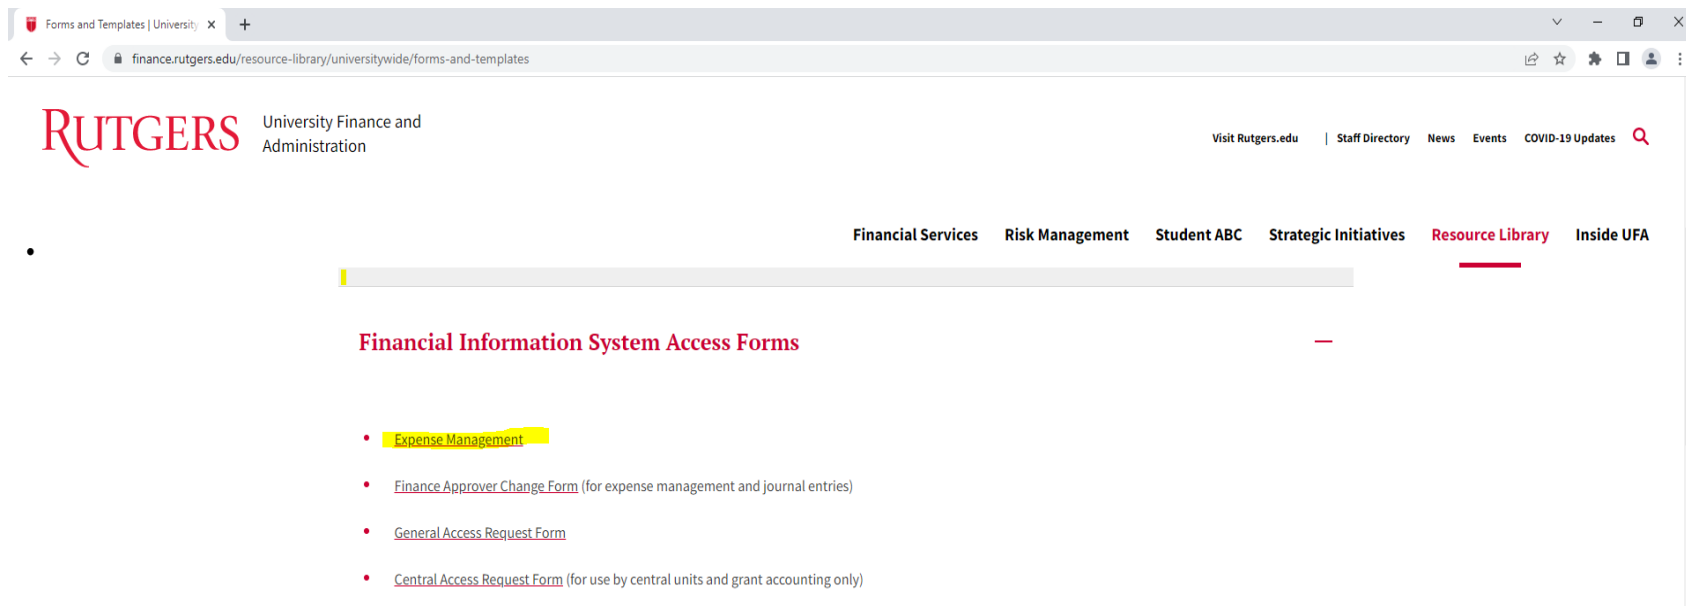 Forms and Templates | University
finance.rutgers.edu/resource-library/universitywide/forms-and-templates
RUTGERS
University Finance and
Administration
Visit Rutgers.edu | Staff Directory News Events COVID-19 Updates
Financial Services Risk Management Student ABC Strategic Initiatives Resource Library Inside UFA
Financial Information System Access Forms
• Expense Management
• Finance Approver Change Form (for expense management and journal entries)
• General Access Request Form
• Central Access Request Form (for use by central units and grant accounting only)